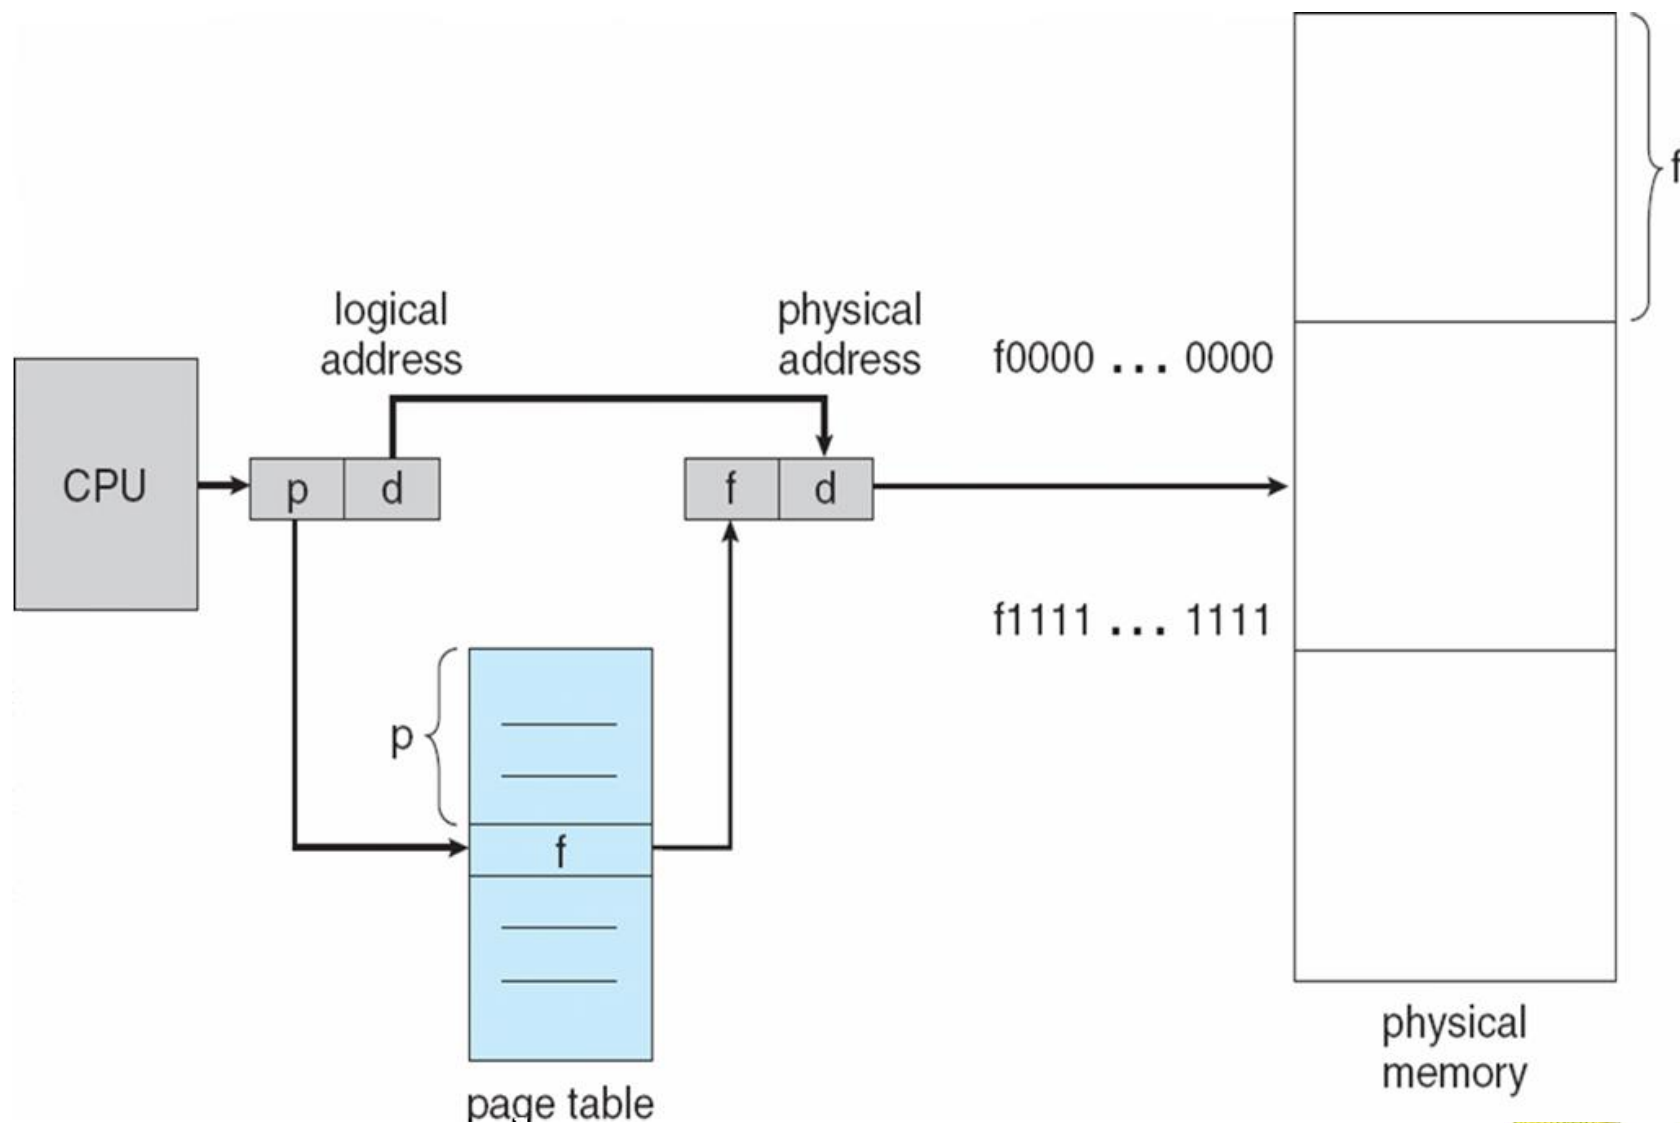 f
logical
address
physical
address
f0000 ... 0000
CPU
p
d
f
d
f1111 ... 1111
p
f
physical
memory
page table